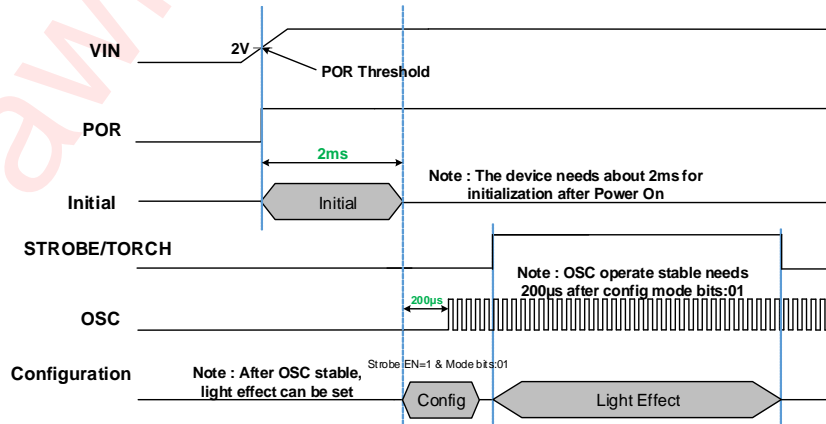 VIN
2V
POR Threshold
POR
2ms
Note : The device needs about 2ms for
initialization after Power On
Initial
Initial
STROBE/TORCH
Note : OSC operate stable needs
200µs after config mode bits:01
200µs
OSC
Strobe EN=1 & Mode bits:01
Configuration
Note : After OSC stable,
light effect can be set
Config
Light Effect
aw